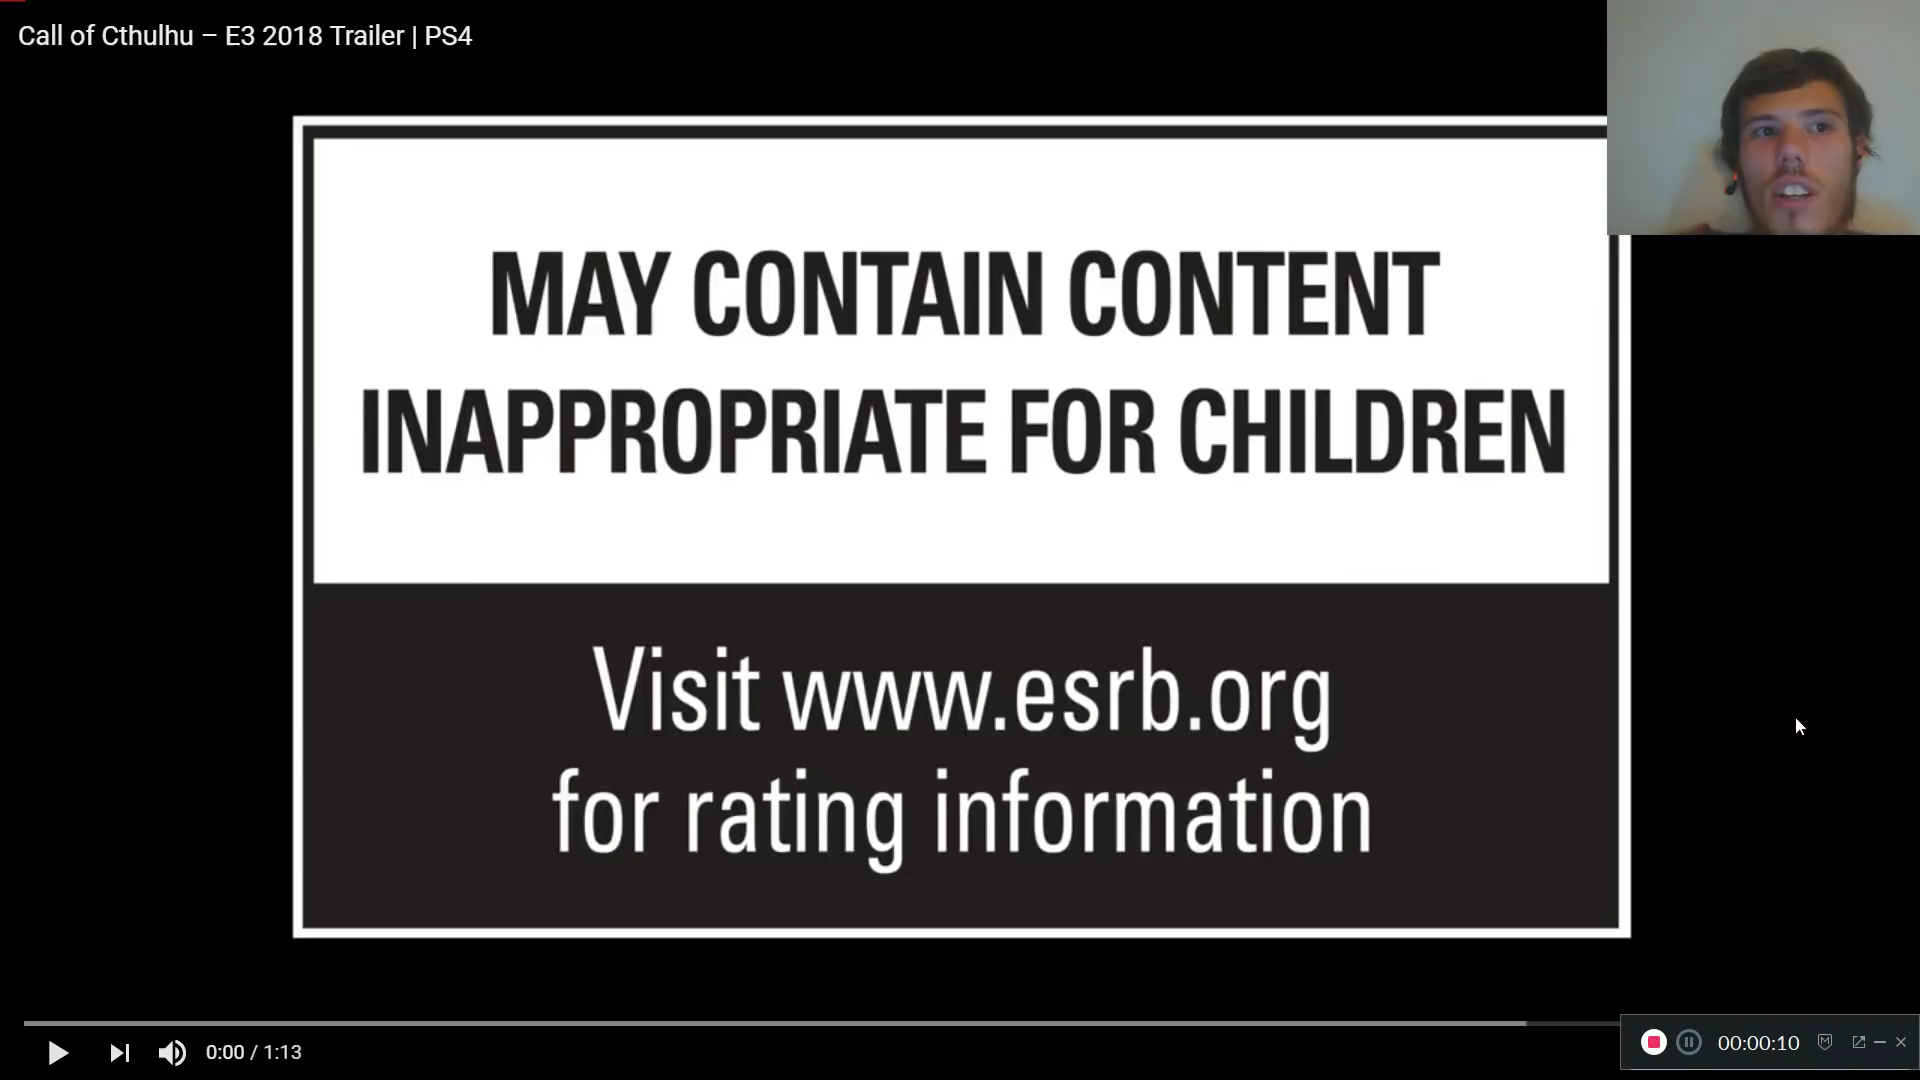 Call of Cthulhu – E3 2018 Trailer | PS4
MAY CONTAIN CONTENT
INAPPROPRIATE FOR CHILDREN
Visit www.esrb.org
for rating information
0:00 / 1:13
00:00:10